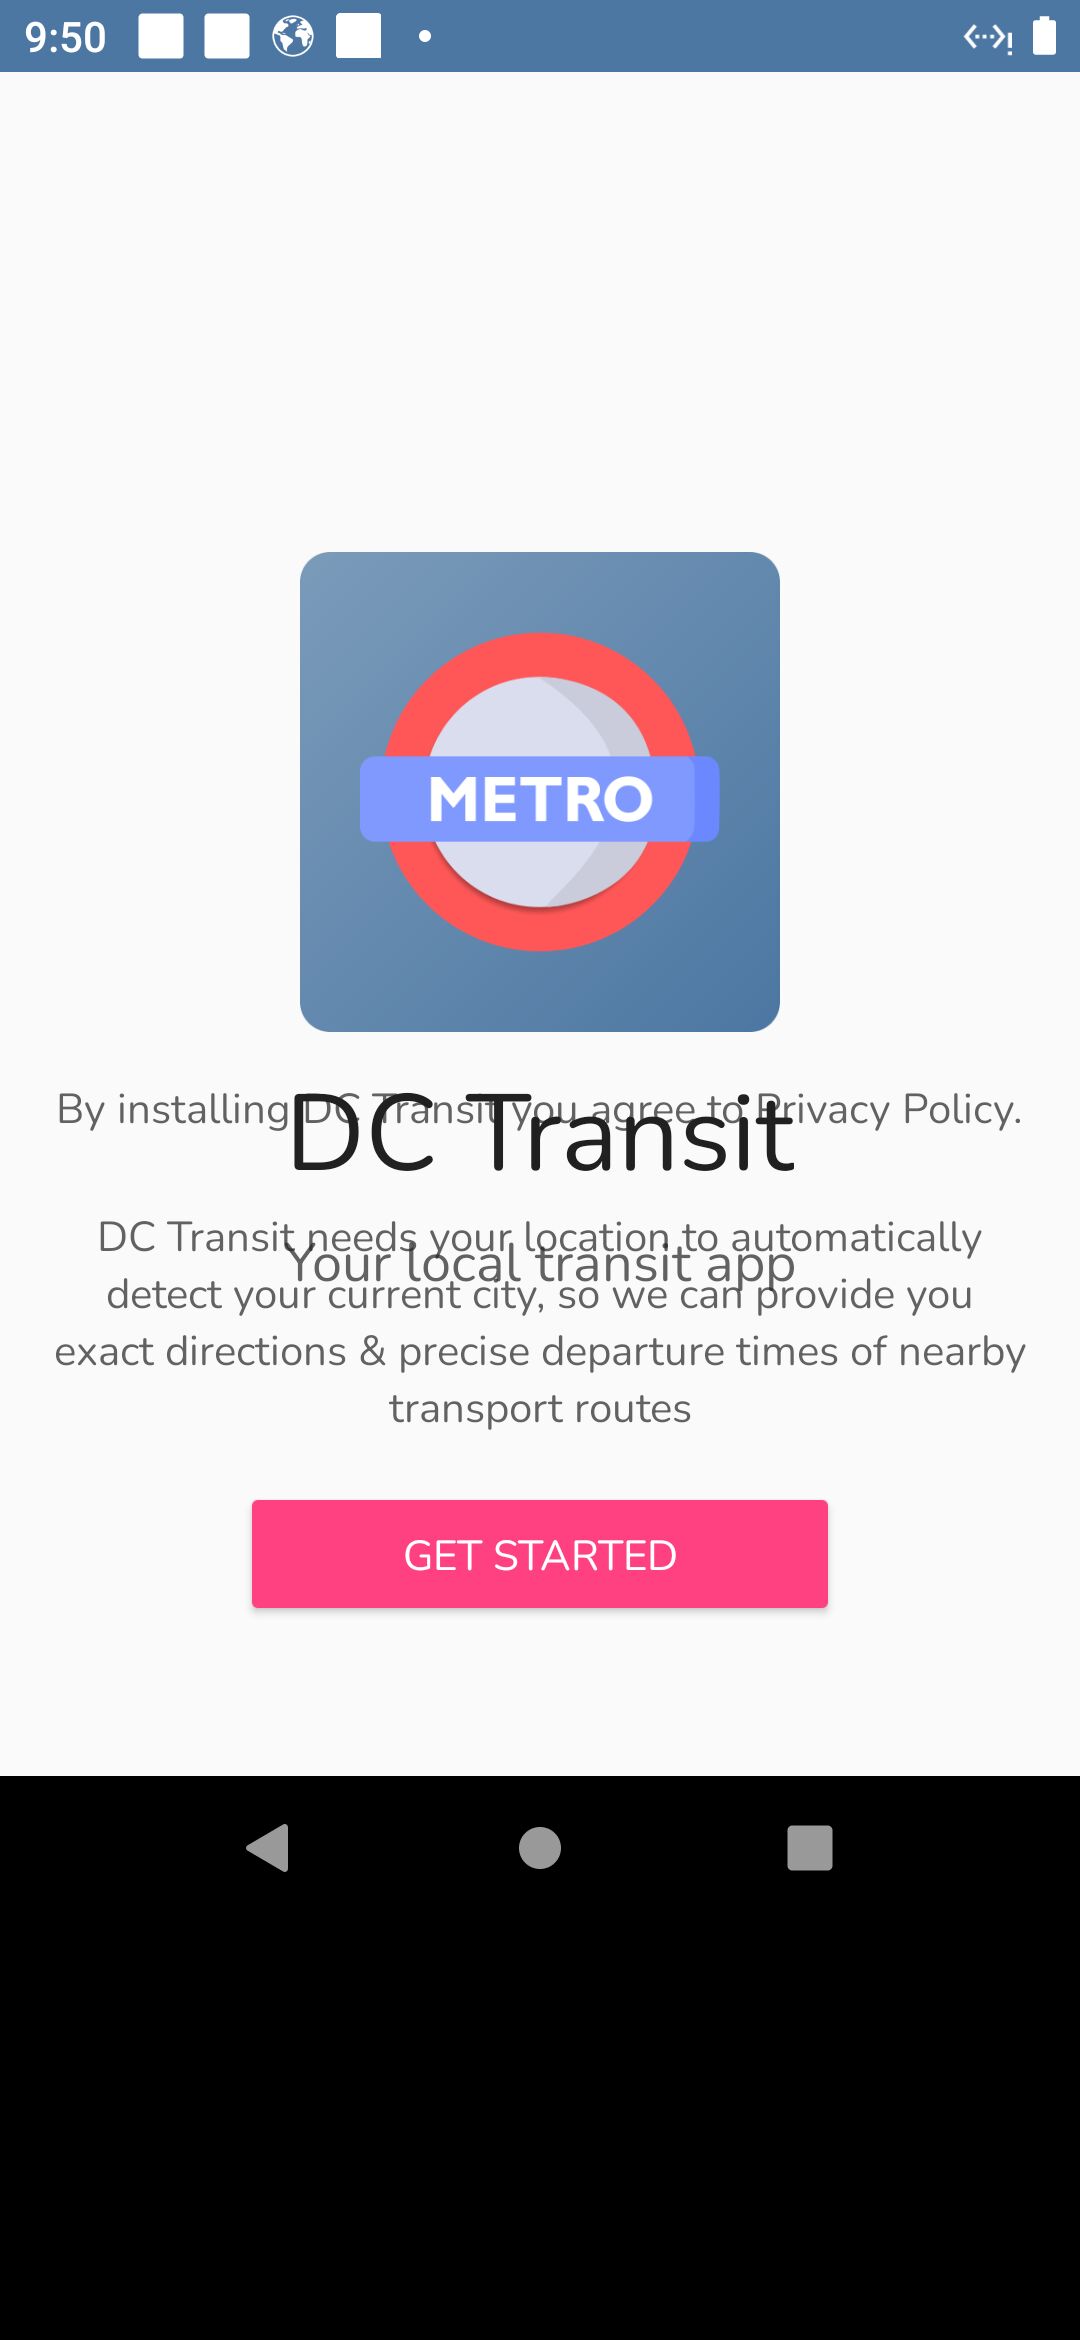 9:50
METRO
By installing DC Transit you agree to Privacy Policy.
DC Transit
DC Transit needs your location to automatically
Your local transit app
detect your current city, so we can provide you
exact directions & precise departure times of nearby
transport routes
GET STARTED